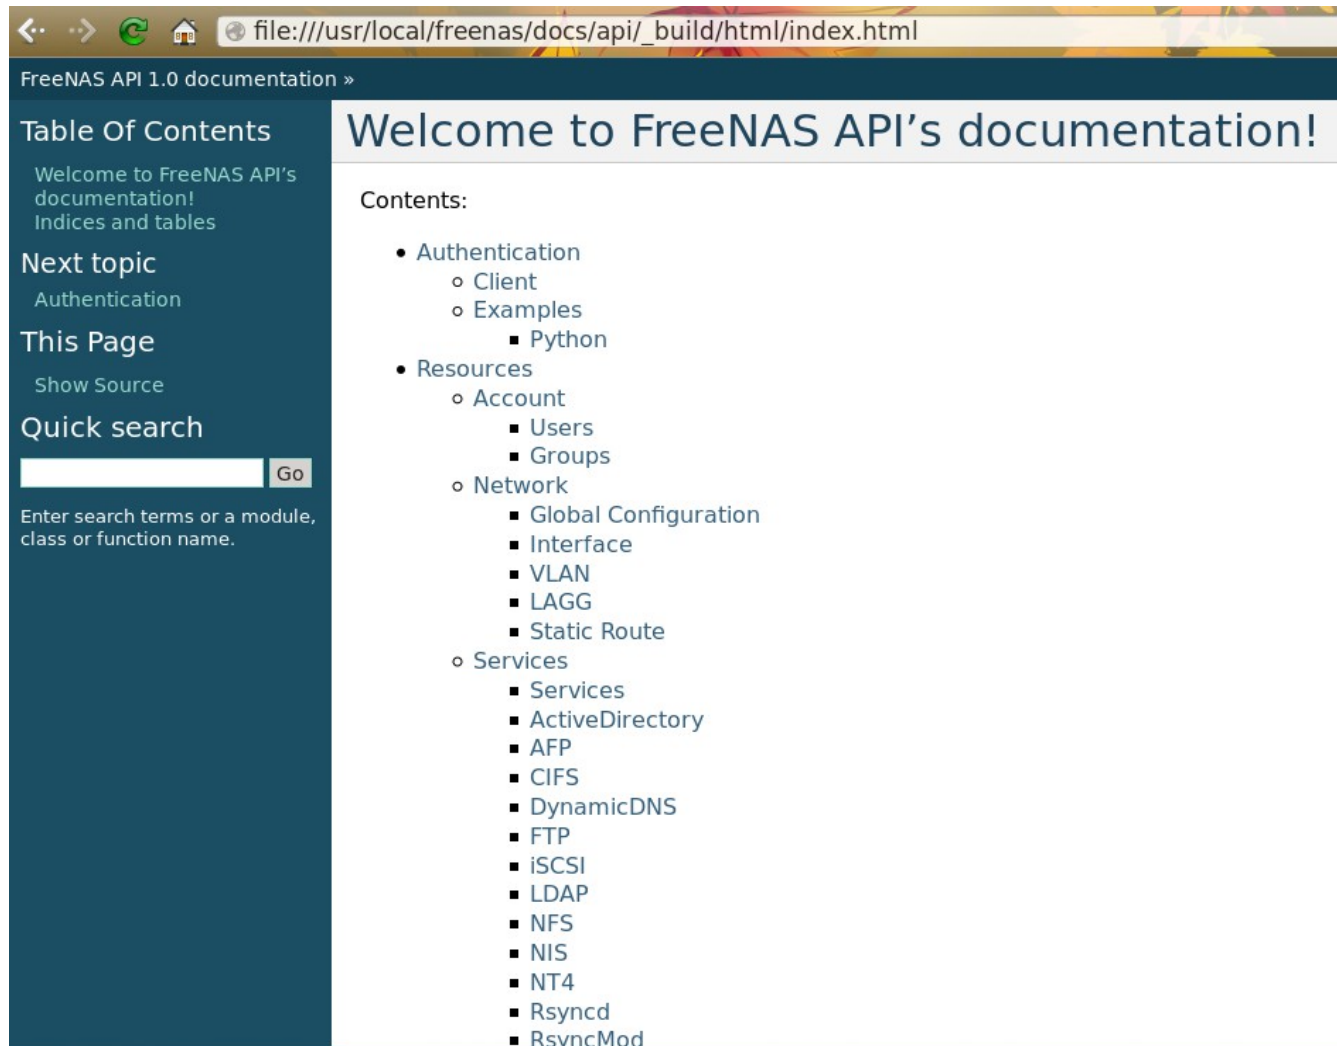 file:///usr/local/freenas/docs/api/_build/html/index.html
FreeNAS API 1.0 documentation »
Table Of Contents
Welcome to FreeNAS API’s
documentation!
Indices and tables
Next topic
Authentication
This Page
Show Source
Quick search
Go
Enter search terms or a module,
class or function name.
Welcome to FreeNAS API’s documentation!
Contents:
Authentication
Client
Examples
Python
Resources
Account
Users
Groups
Network
Global Configuration
Interface
VLAN
LAGG
Static Route
Services
Services
ActiveDirectory
AFP
CIFS
DynamicDNS
FTP
iSCSI
LDAP
NFS
NIS
NT4
Rsyncd
RsyncMod